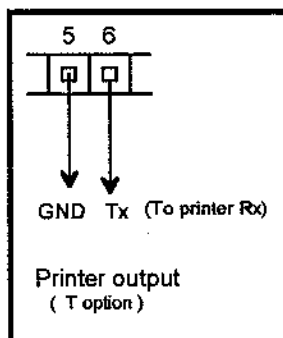 5 6
GND Tx (To printer Rx)
Printer output
( T option )